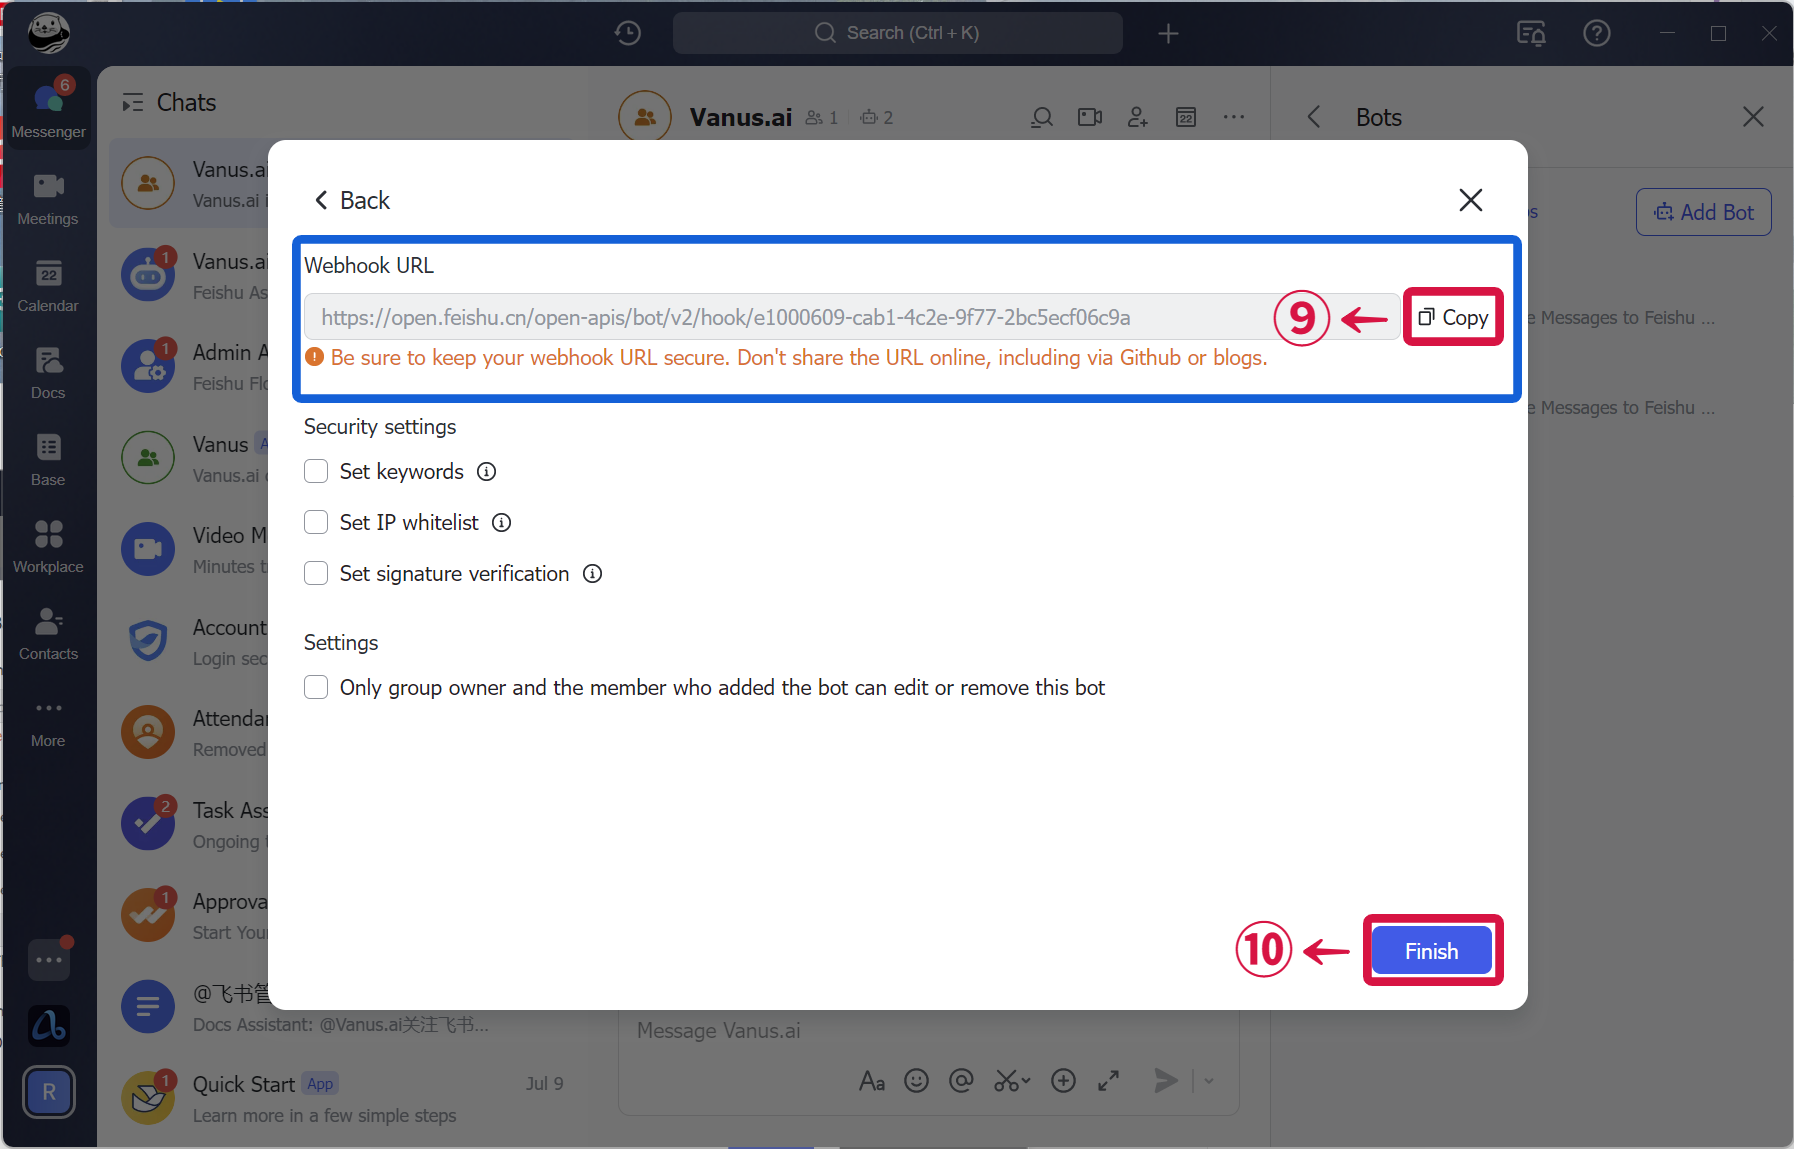 Search (Ctrl + K)
6
Messenger
Meetings
22
Calendar
Docs
Base
Workplace
Contacts
More
R
Chats
Vanus.ai
Vanus.ai i
1
Vanus.ai
Feishu As
1
Admin A
Feishu Flo
Vanus A
Vanus.ai
Video M
Minutes t
Account
Login sec
Attendar
Removed
2
Task Ass
Ongoing
1
Approva
Start Your
@飞书管
Docs Assistant: @Vanus.ai关注飞书...
1
Quick Start App Jul 9
Learn more in a few simple steps
Vanus.ai 1 2
22
Bots
Add Bot
e Messages to Feishu ...
e Messages to Feishu ...
Back
Webhook URL
https://open.feishu.cn/open-apis/bot/v2/hook/e1000609-cab1-4c2e-9f77-2bc5ecf06c9a
9
Copy
Be sure to keep your webhook URL secure. Don't share the URL online, including via Github or blogs.
Security settings
Set keywords
Set IP whitelist
Set signature verification
Settings
Only group owner and the member who added the bot can edit or remove this bot
10
Finish
Message Vanus.ai
Aa